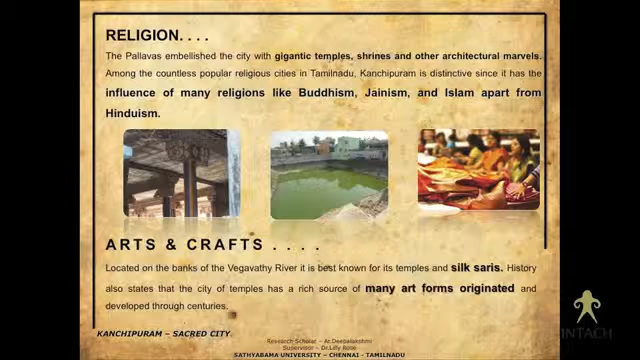 RELIGION. . . .
The Pallavas embellished the city with gigantic temples, shrines and other architectural marvels.
Among the countless popular religious cities in Tamilnadu, Kanchipuram is distinctive since it has the
influence of many religions like Buddhism, Jainism, and Islam apart from
Hinduism.
ARTS & CRAFTS . . . .
Located on the banks of the Vegavathy River it is best known for its temples and silk saris. History
also states that the city of temples has a rich source of many art forms originated and
developed through centuries.
KANCHIPURAM – SACRED CITY.
Research Scholar – Ar.Deepalakshmi
Supervisor – Dr.Lilly Rose
SATHYABAMA UNIVERSITY – CHENNAI - TAMILNADU
INTACH